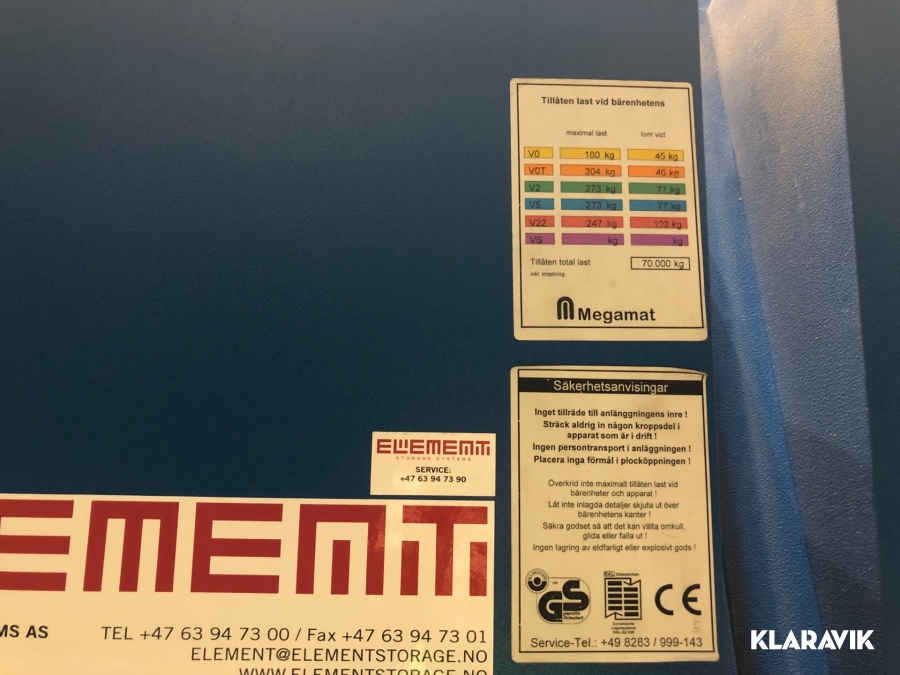 Tillåten last vid bärenhetens
maximal last tom vict
V0 180 kg 45 kg
V0T 304 kg 46 kg
V2 273 kg 77 kg
V5 273 kg 77 kg
V22 247 kg 103 kg
VS kg kg
Tillåten total last 70.000 kg
inkl. inredning
Megamat
Säkerhetsanvisingar
Inget tillräde till anlänggningens inre !
Sträck aldrig in någon kroppsdel i
apparat som är i drift !
Ingen persontransport i anläggningen !
Placera inga förmål i plocköppningen !
Överkrid inte maximalt tillåten last vid
bärenheter och apparat !
Låt inte inlagda detaljer skjuta ut över
bärenhetens kanter !
Säkra godset så att det kan välta omkull,
glida eller falla ut !
Ingen lagring av eldfarligt eller explosivt gods !
GS
geprüfte
Sicherheit
CE
Service-Tel.: +49 8283 / 999-143
ELEMENT
STORAGE SYSTEMS
SERVICE:
+47 63 94 73 90
EMENT
MS AS TEL +47 63 94 73 00 / Fax +47 63 94 73 01
ELEMENT@ELEMENTSTORAGE.NO
WWW.ELEMENTSTORAGE.NO
KLARAVIK